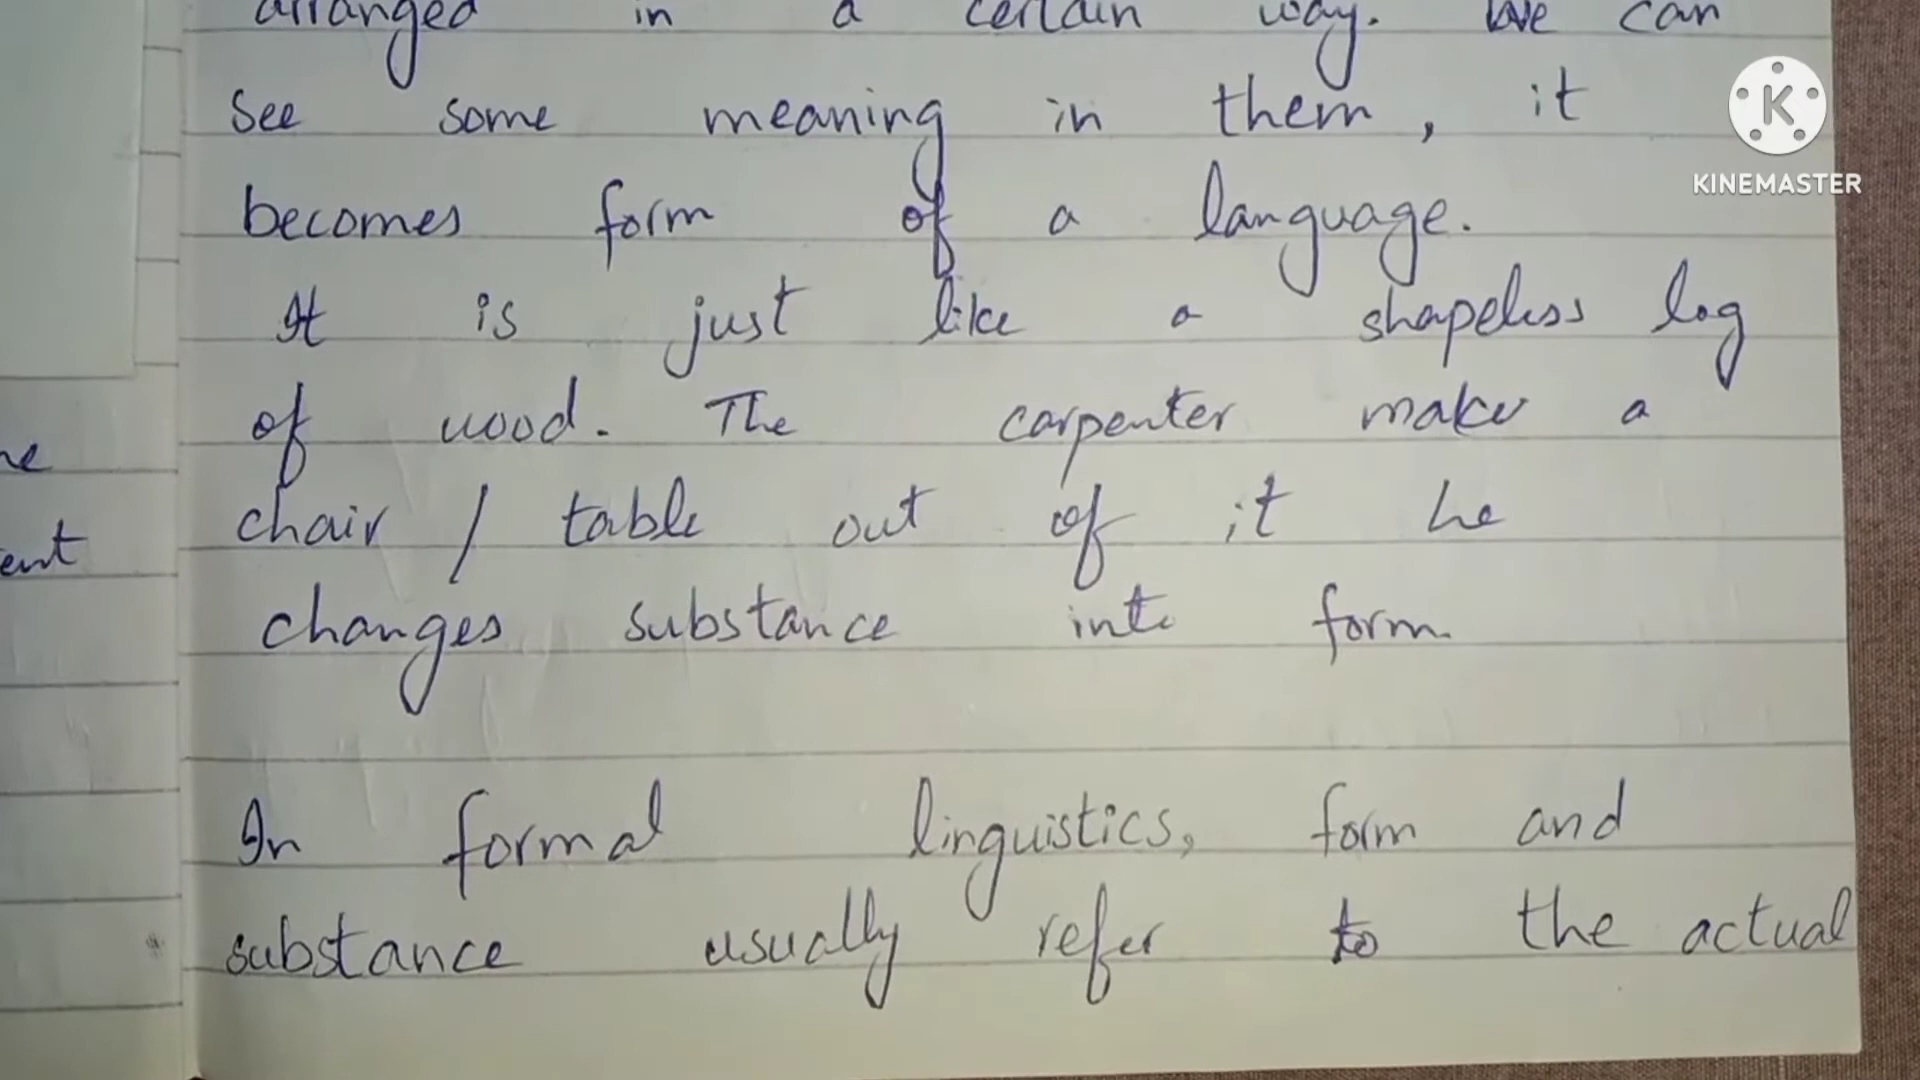 arranged in a certain way. We can
see some meaning in them, it
becomes form of a language.
It is just like a shapeless log
of wood. The carpenter make a
chair / table out of it he
changes substance into form
In formal linguistics, form and
substance usually refer to the actual
KINEMASTER